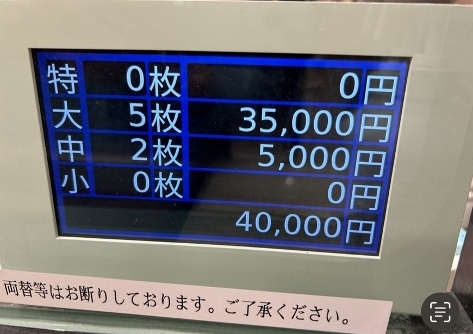 特 0枚 0円
大 5枚 35,000円
中 2枚 5,000円
小 0枚 0円
40,000円
両替等はお断りしております。ご了承ください。